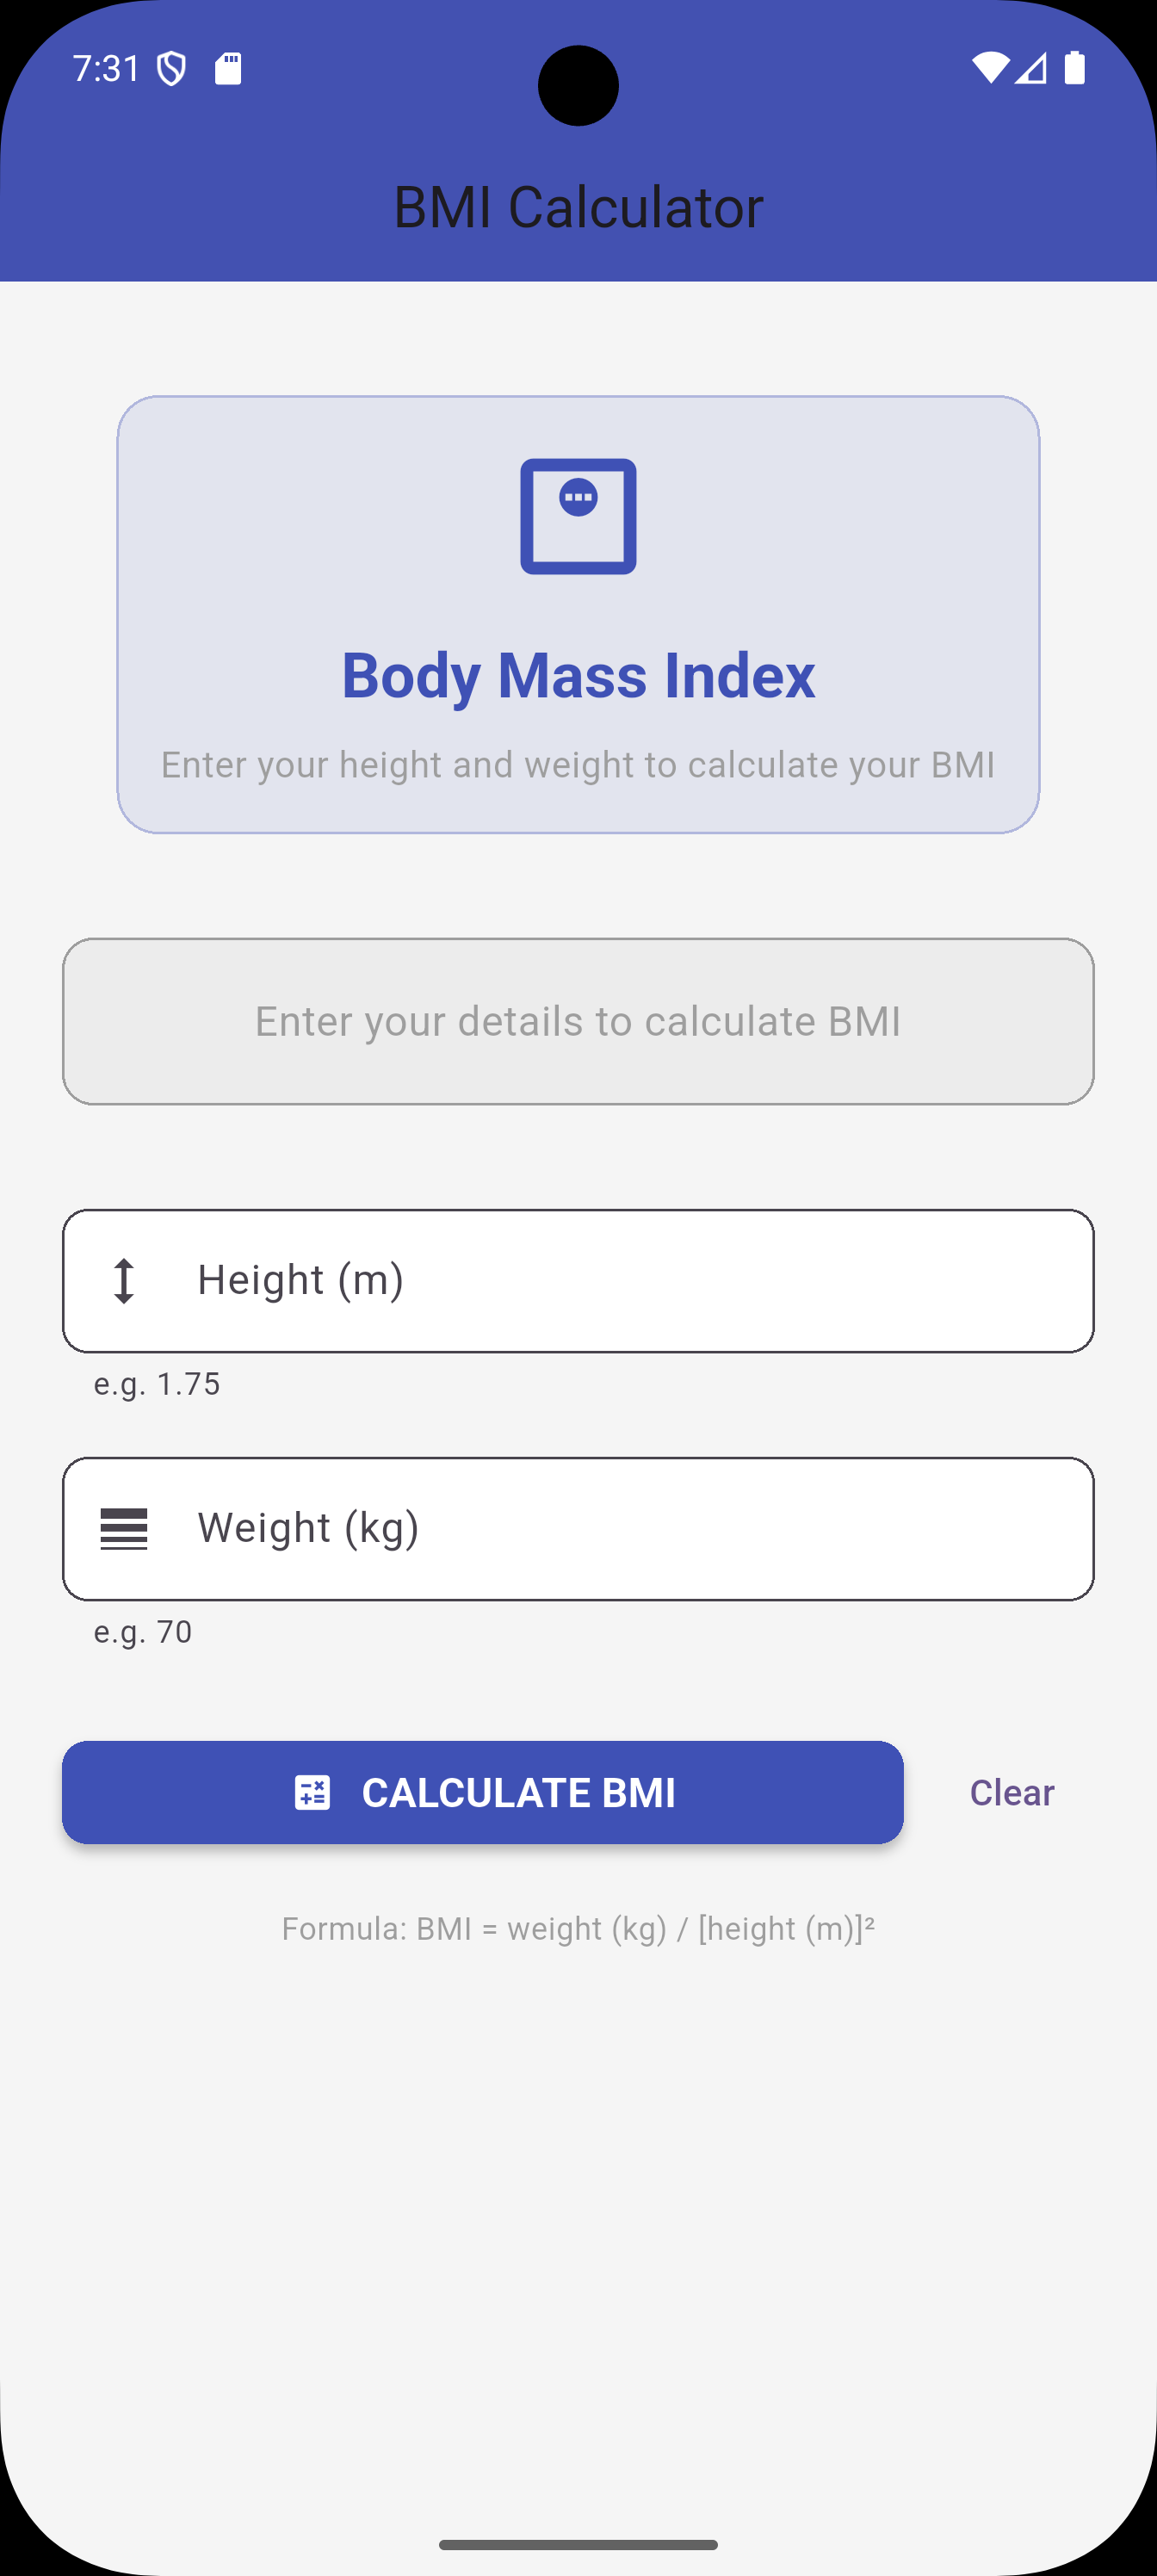 7:31
BMI Calculator
Body Mass Index
Enter your height and weight to calculate your BMI
Enter your details to calculate BMI
Height (m)
e.g. 1.75
Weight (kg)
e.g. 70
CALCULATE BMI
Clear
Formula: BMI = weight (kg) / [height (m)]²